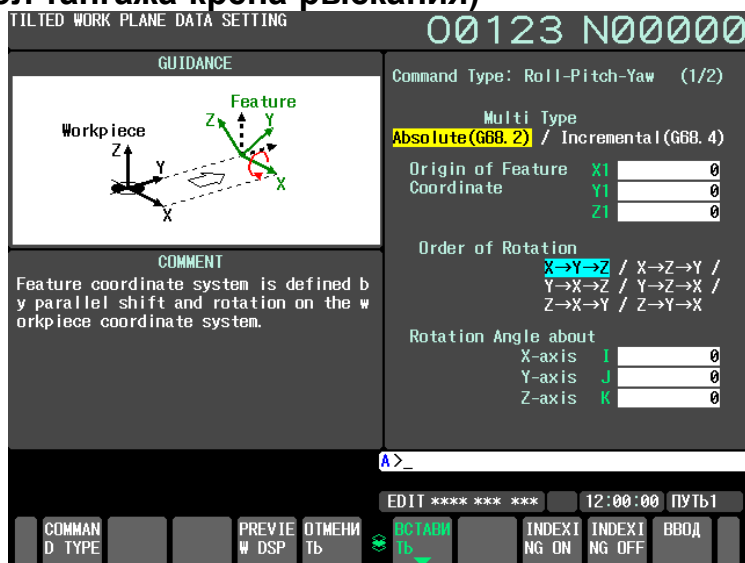 ол тангажа крена рыскания)
TILTED WORK PLANE DATA SETTING
O0123 N00000
GUIDANCE
Feature
Z Y
X
Workpiece
Z
Y
X
COMMENT
Feature coordinate system is defined b
y parallel shift and rotation on the w
orkpiece coordinate system.
Command Type: Roll-Pitch-Yaw (1/2)
Multi Type
Absolute(G68.2) / Incremental(G68.4)
Origin of Feature X1 0
Coordinate Y1 0
Z1 0
Order of Rotation
X→Y→Z / X→Z→Y /
Y→X→Z / Y→Z→X /
Z→X→Y / Z→Y→X
Rotation Angle about
X-axis I 0
Y-axis J 0
Z-axis K 0
A>_
EDIT **** *** *** 12:00:00 ПУТЬ1
COMMAN
D TYPE
PREVIE
W DSP
ОТМЕНИ
ТЬ
ВСТАВИ
ТЬ
INDEXI
NG ON
INDEXI
NG OFF
ВВОД